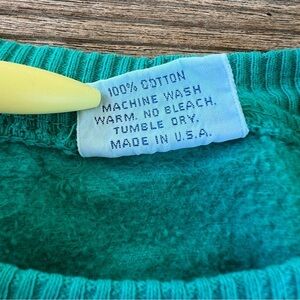 100% COTTON
MACHINE WASH
WARM. NO BLEACH.
TUMBLE DRY.
MADE IN U.S.A.